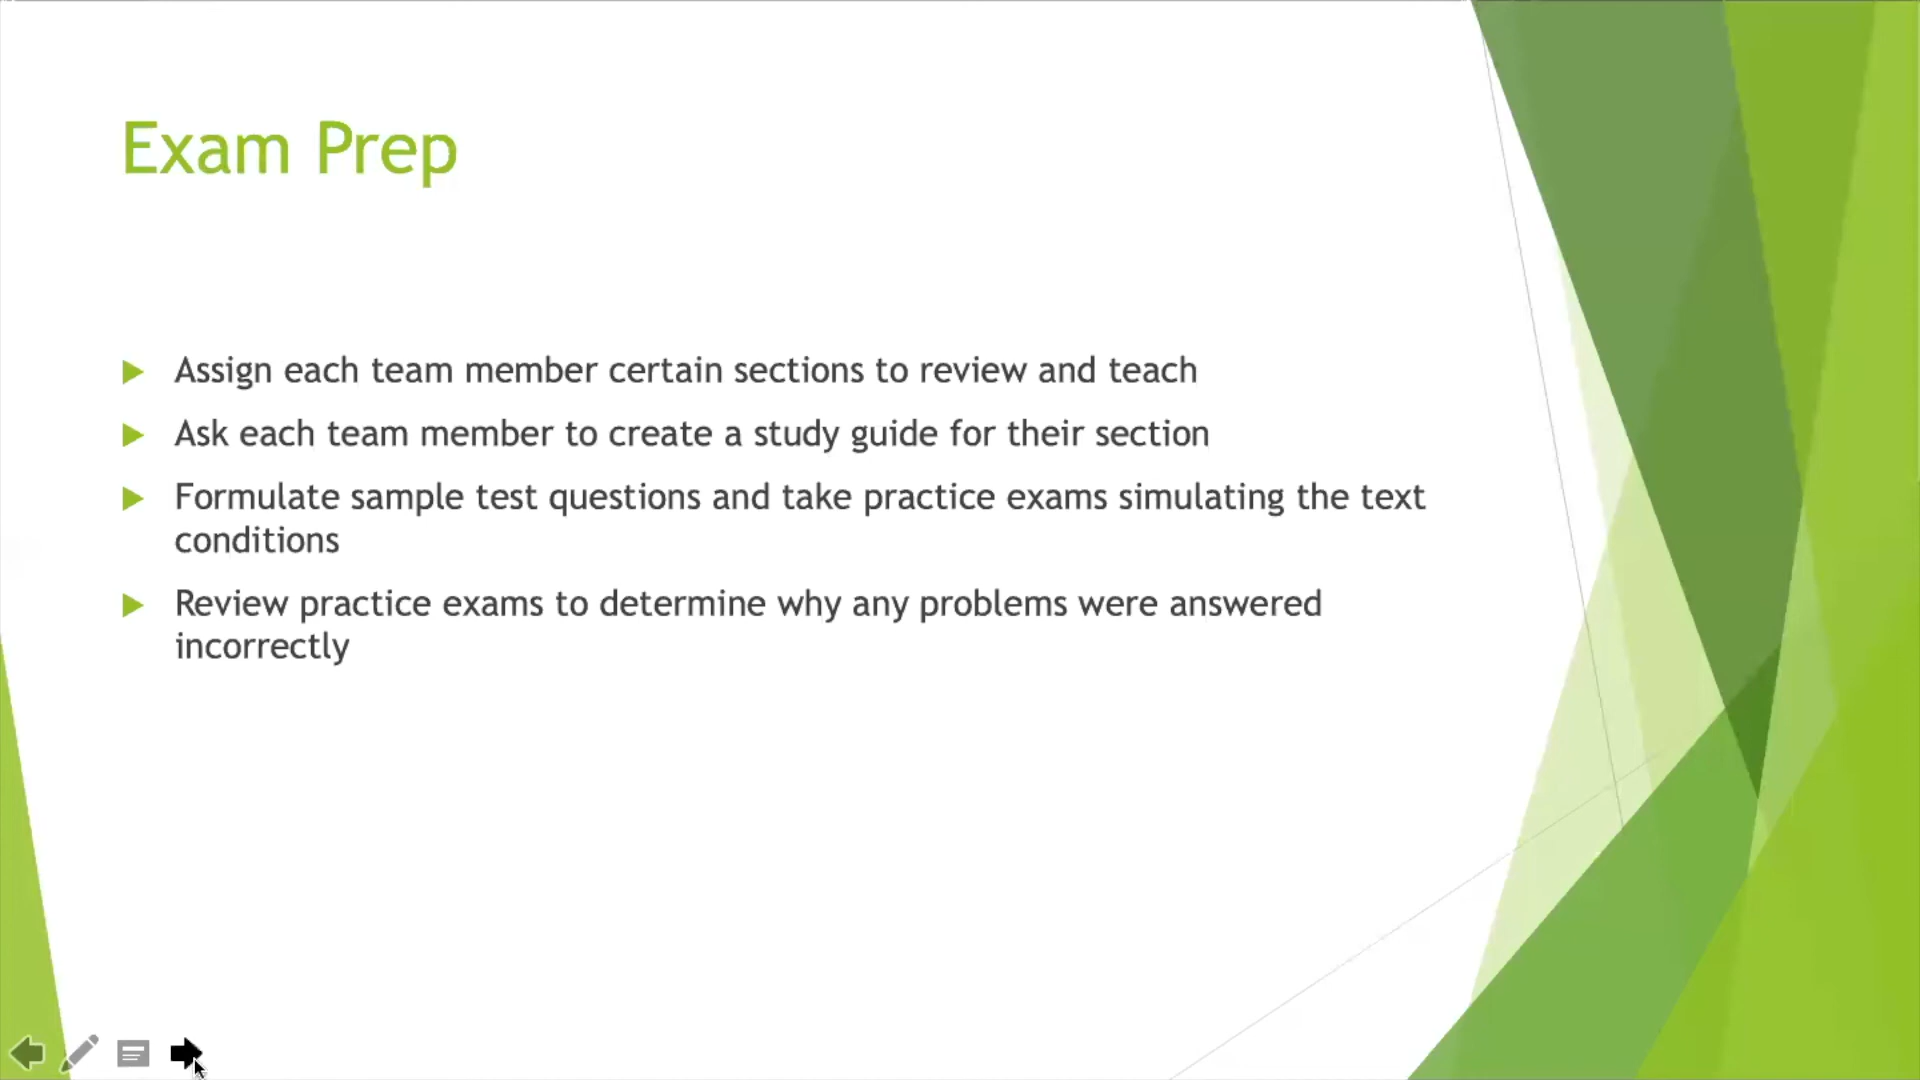 Exam Prep
Assign each team member certain sections to review and teach
Ask each team member to create a study guide for their section
Formulate sample test questions and take practice exams simulating the text
conditions
Review practice exams to determine why any problems were answered
incorrectly